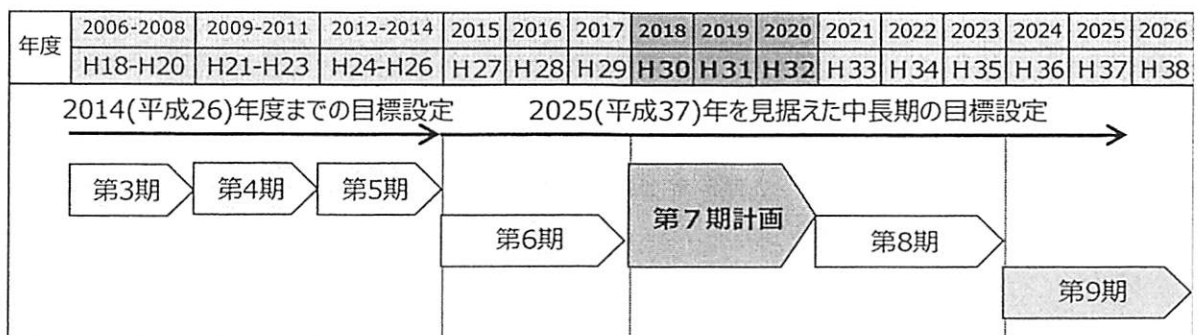 年度 2006-2008 2009-2011 2012-2014 2015 2016 2017 2018 2019 2020 2021 2022 2023 2024 2025 2026
H18-H20 H21-H23 H24-H26 H27 H28 H29 H30 H31 H32 H33 H34 H35 H36 H37 H38
2014(平成26)年度までの目標設定 2025(平成37)年を見据えた中長期の目標設定
第3期 第4期 第5期
第6期
第7期計画
第8期
第9期